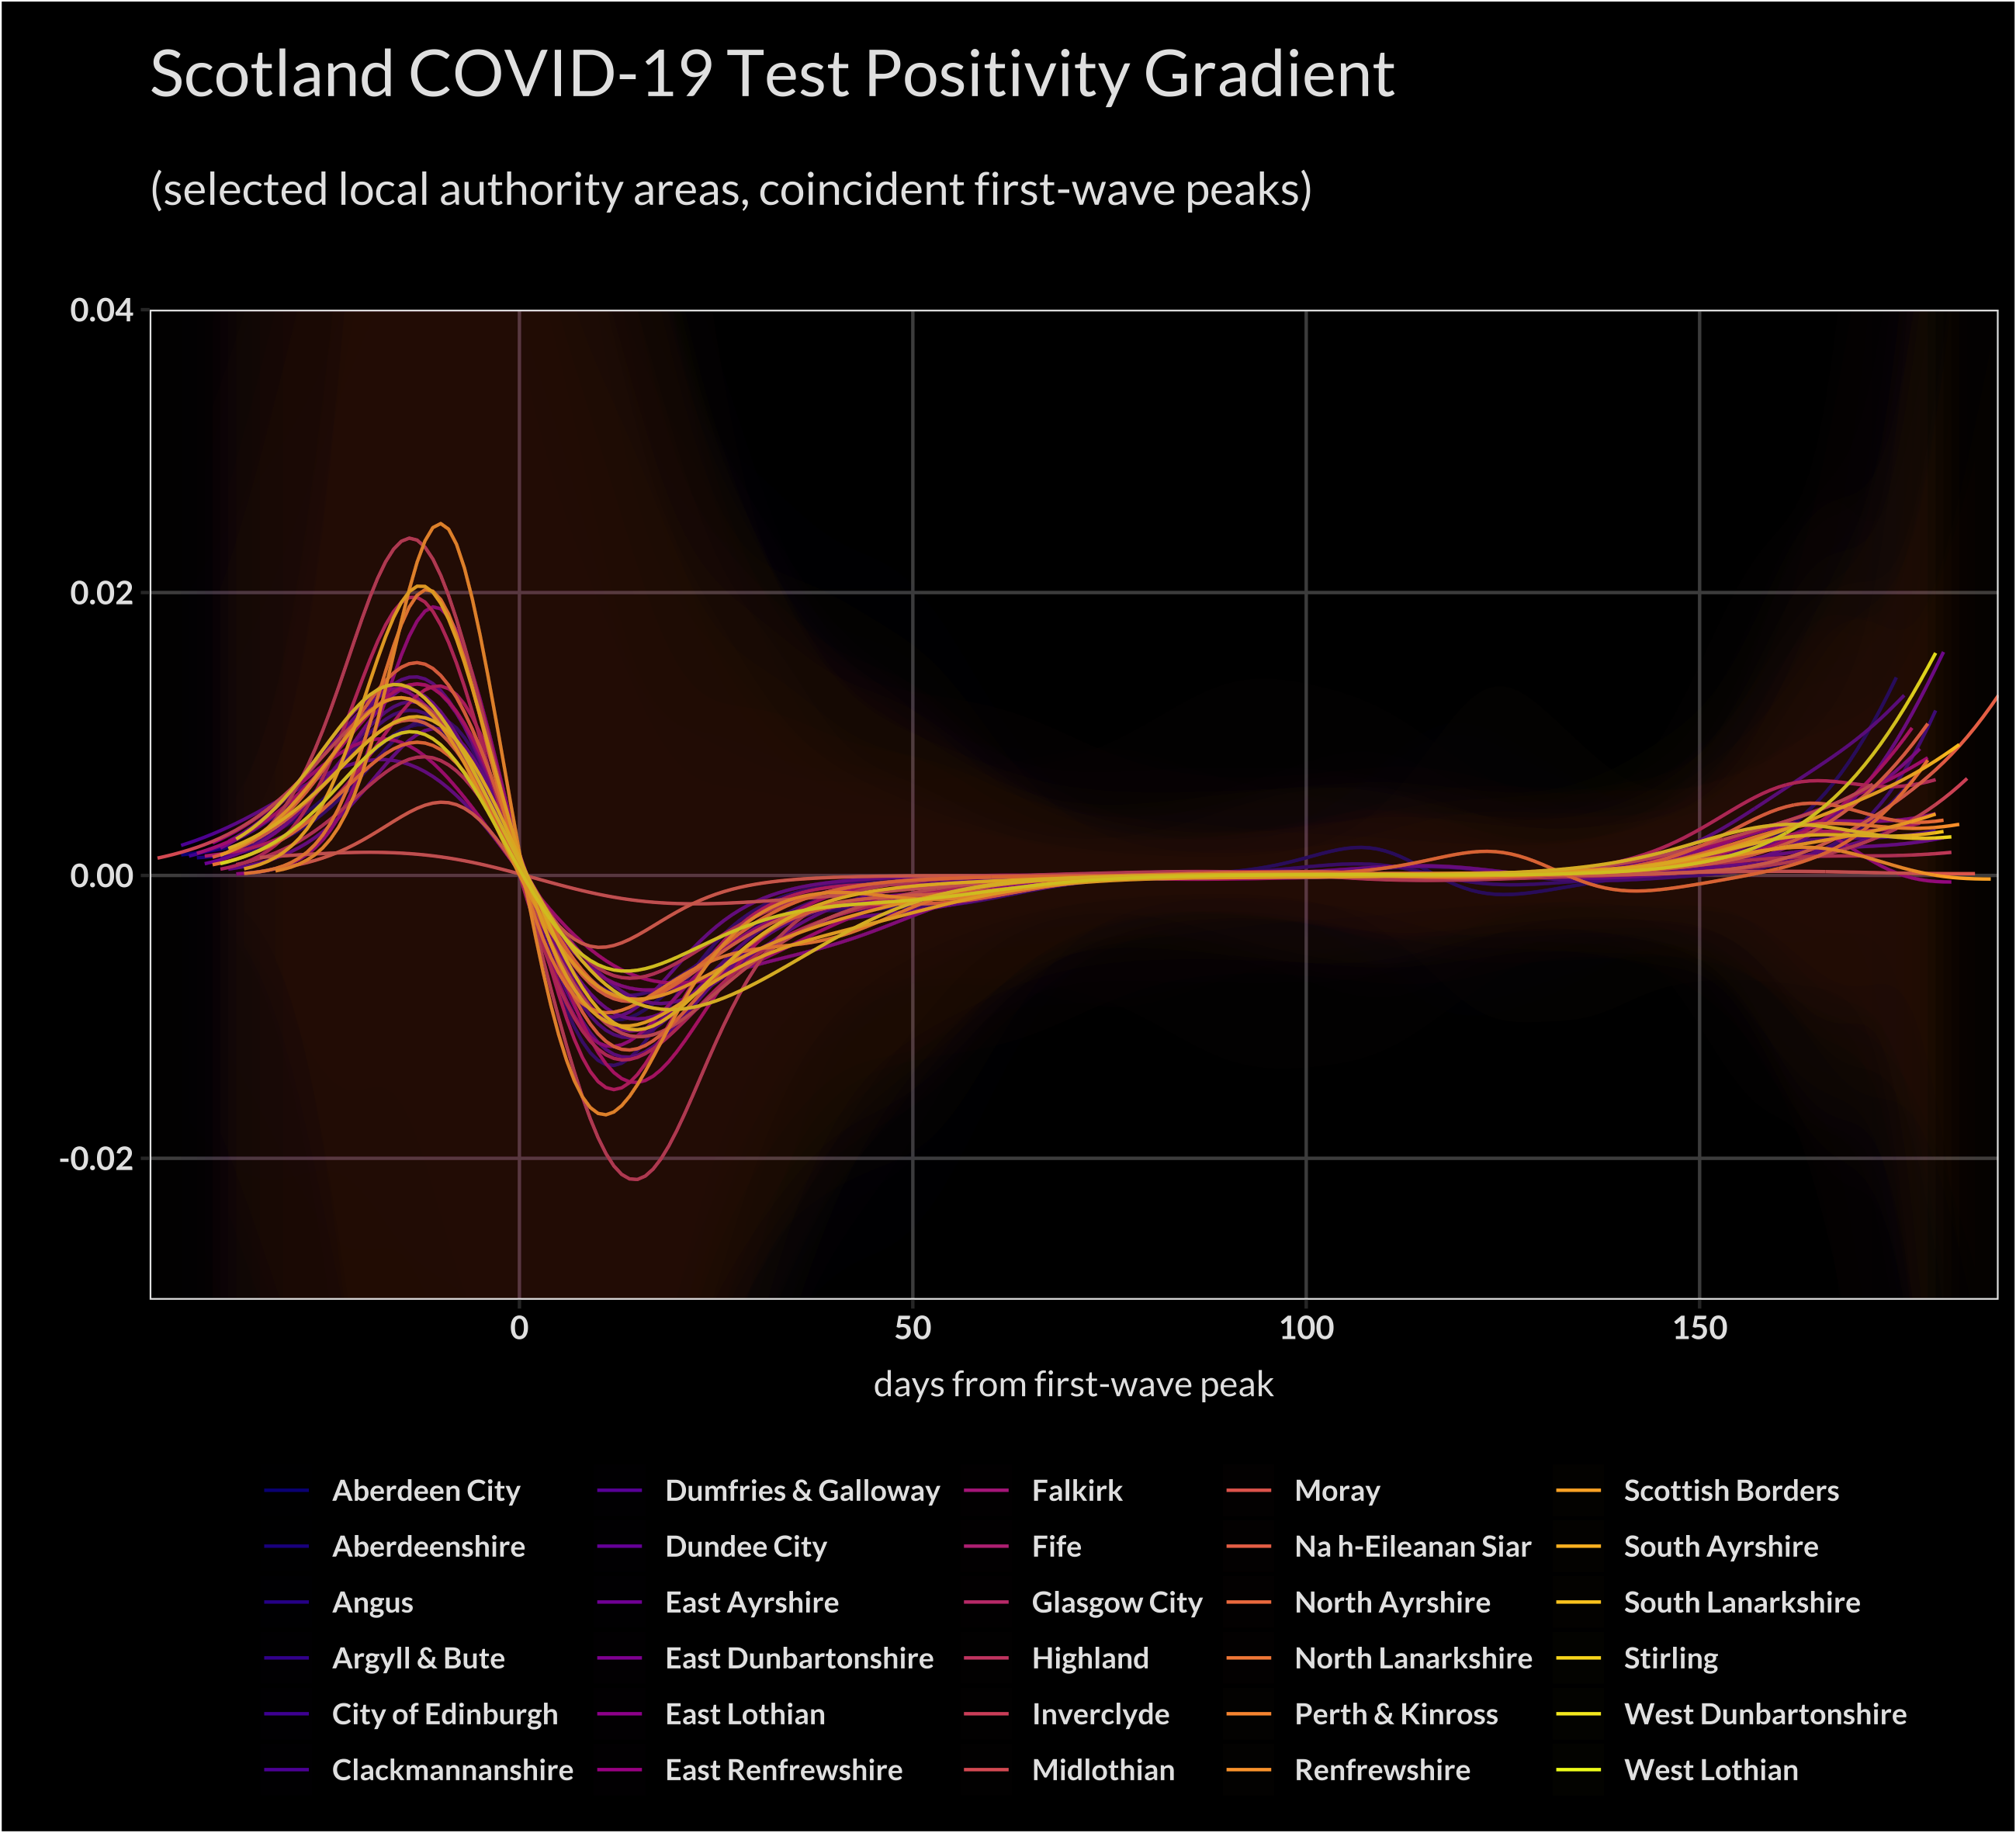 Scotland COVID-19 Test Positivity Gradient
(selected local authority areas, coincident first-wave peaks)
0.04
0.02
0.00
-0.02
0 50 100 150
days from first-wave peak
Aberdeen City Dumfries & Galloway Falkirk Moray Scottish Borders
Aberdeenshire Dundee City Fife Na h-Eileanan Siar South Ayrshire
Angus East Ayrshire Glasgow City North Ayrshire South Lanarkshire
Argyll & Bute East Dunbartonshire Highland North Lanarkshire Stirling
City of Edinburgh East Lothian Inverclyde Perth & Kinross West Dunbartonshire
Clackmannanshire East Renfrewshire Midlothian Renfrewshire West Lothian